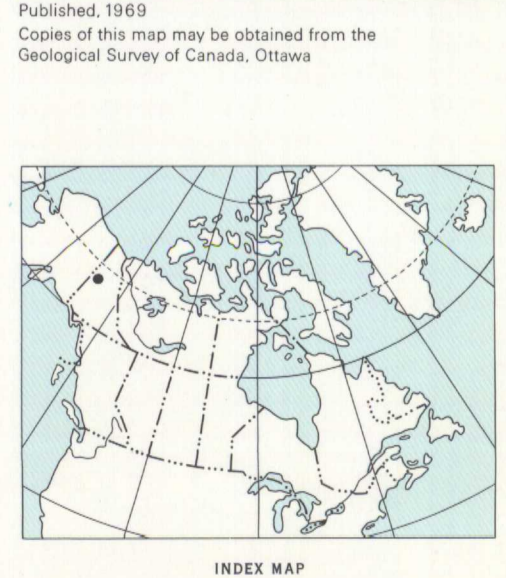 Published, 1969
Copies of this map may be obtained from the
Geological Survey of Canada, Ottawa
INDEX MAP